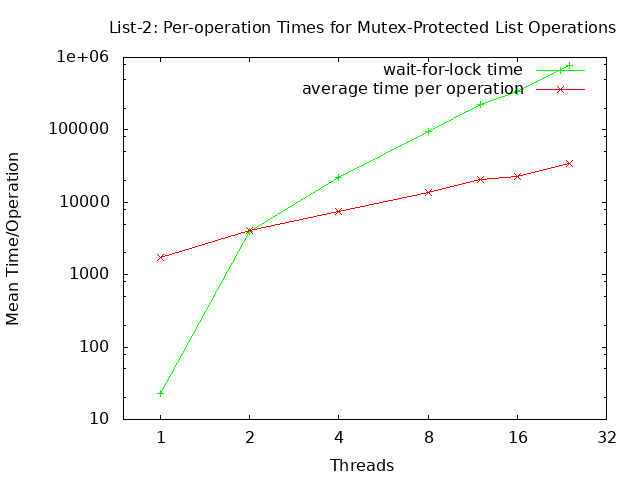 List-2: Per-operation Times for Mutex-Protected List Operations
1e+06
wait-for-lock time
average time per operation
100000
10000
1000
100
10
Mean Time/Operation
1 2 4 8 16 32
Threads